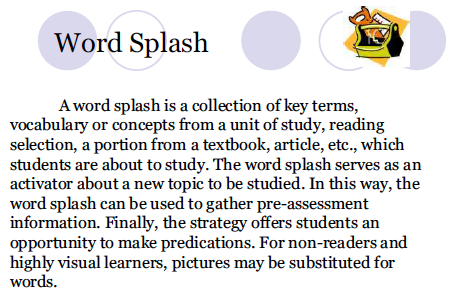 Word Splash
A word splash is a collection of key terms,
vocabulary or concepts from a unit of study, reading
selection, a portion from a textbook, article, etc., which
students are about to study. The word splash serves as an
activator about a new topic to be studied. In this way, the
word splash can be used to gather pre-assessment
information. Finally, the strategy offers students an
opportunity to make predications. For non-readers and
highly visual learners, pictures may be substituted for
words.